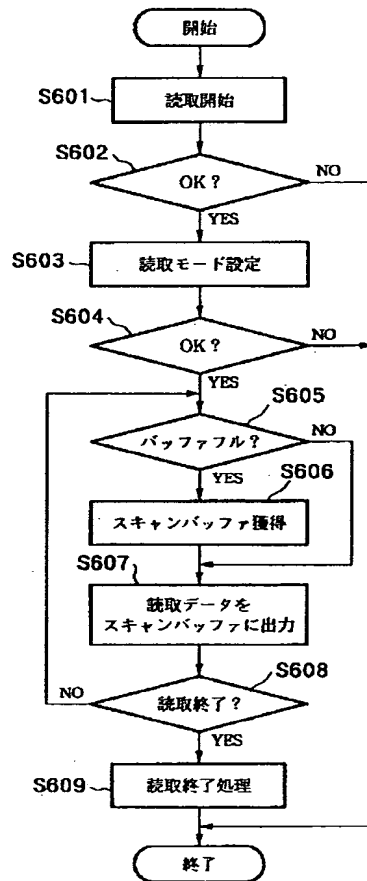 開始
S601
読取開始
S602
OK?
NO
YES
S603
読取モード設定
S604
OK?
NO
YES
S605
バッファフル?
NO
YES
S606
スキャンバッファ獲得
S607
読取データを
スキャンバッファに出力
S608
読取終了?
NO
YES
S609
読取終了処理
終了